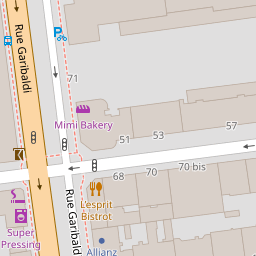 Rue Garibaldi
71
Mimi Bakery
51
53
57
68
70
70 bis
Rue Garibaldi
L'esprit
Bistrot
Super
Pressing
Allianz